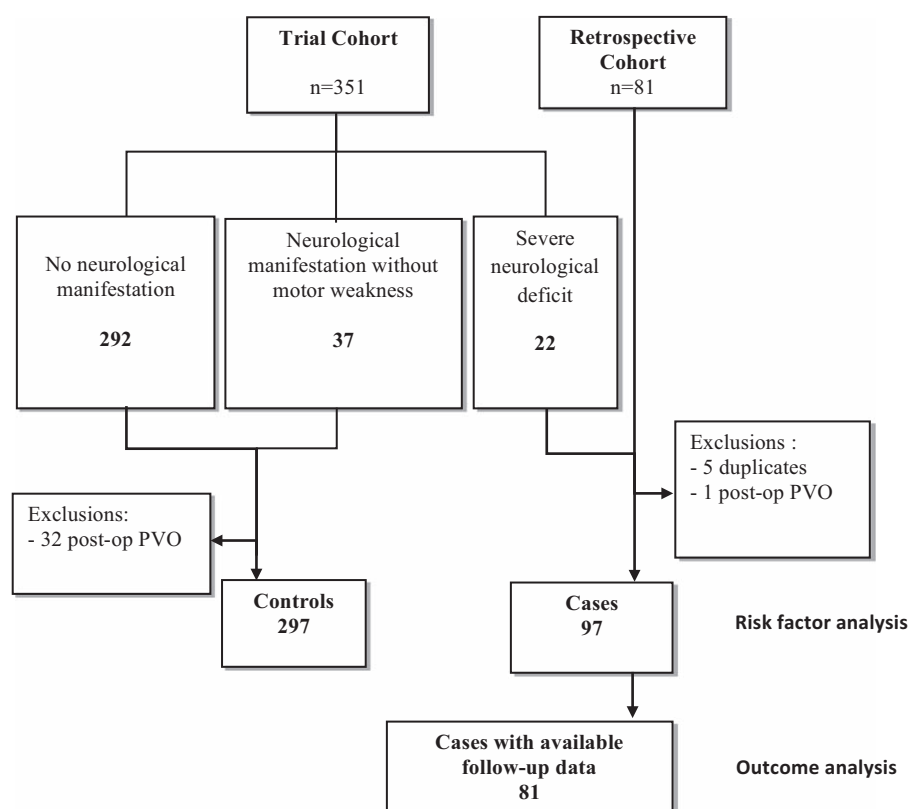 Trial Cohort
n=351
Retrospective
Cohort
n=81
No neurological
manifestation
292
Neurological
manifestation without
motor weakness
37
Severe
neurological
deficit
22
Exclusions :
- 5 duplicates
- 1 post-op PVO
Exclusions:
- 32 post-op PVO
Controls
297
Cases
97
Risk factor analysis
Cases with available
follow-up data
81
Outcome analysis